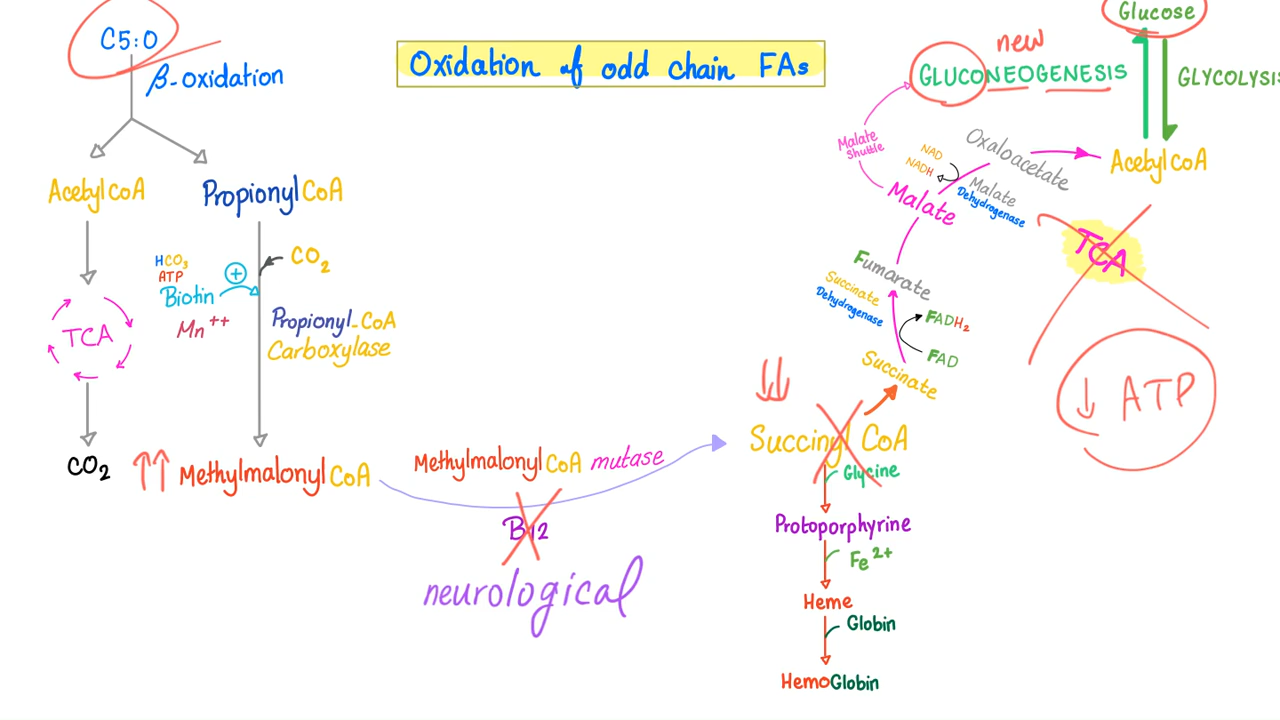 C5:0
β-oxidation
Oxidation of odd chain FAs
Glucose
new
GLUCONEOGENESIS
GLYCOLYSI
Acetyl CoA
Propionyl CoA
HCO3
ATP
Biotin
Mn++
+
CO2
Propionyl-CoA
Carboxylase
TCA
CO2
↑↑ Methylmalonyl CoA
Methylmalonyl CoA mutase
B12
neurological
↓↓
Succinyl CoA
Glycine
Protoporphyrine
Fe2+
Heme
Globin
HemoGlobin
Succinate
FAD
FADH2
Succinate
Dehydrogenase
Fumarate
Malate
Malate
Shuttle
NAD
NADH
Malate
Dehydrogenase
Oxaloacetate
Acetyl CoA
TCA
↓ ATP